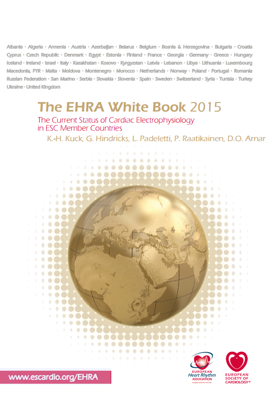 Albania · Algeria · Armenia · Austria · Azerbaijan · Belarus · Belgium · Bosnia & Herzegovina · Bulgaria · Croatia
Cyprus · Czech Republic · Denmark · Egypt · Estonia · Finland · France · Georgia · Germany · Greece · Hungary
Iceland · Ireland · Israel · Italy · Kazakhstan · Kosovo · Kyrgyzstan · Latvia · Lebanon · Libya · Lithuania · Luxembourg
Macedonia, FYR · Malta · Moldova · Montenegro · Morocco · Netherlands · Norway · Poland · Portugal · Romania
Russian Federation · San Marino · Serbia · Slovakia · Slovenia · Spain · Sweden · Switzerland · Syria · Tunisia · Turkey
Ukraine · United Kingdom
The EHRA White Book 2015
The Current Status of Cardiac Electrophysiology
in ESC Member Countries
K-H. Kuck, G. Hindricks, L. Padeletti, P. Raatikainen, D.O. Arnar
www.escardio.org/EHRA
EUROPEAN
Heart Rhythm
ASSOCIATION
EUROPEAN
SOCIETY OF
CARDIOLOGY®